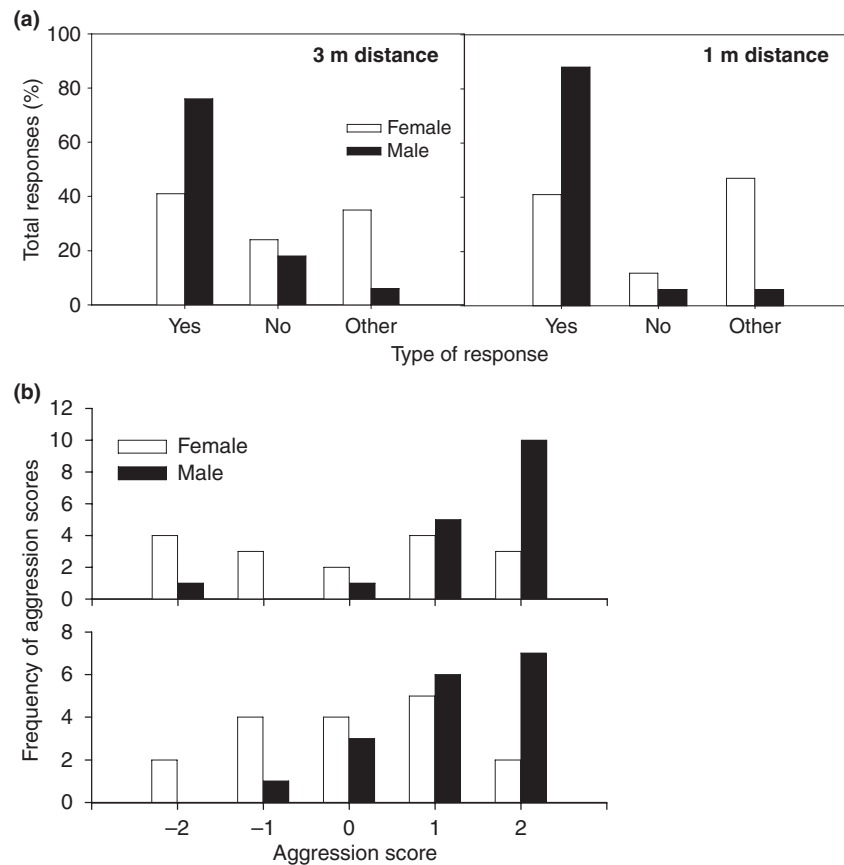 (a)
100
80
60
40
20
0
Total responses (%)
3 m distance
1 m distance
Female
Male
Yes No Other Yes No Other
Type of response
(b)
12
10
8
6
4
2
0
Female
Male
8
6
4
2
0
Frequency of aggression scores
–2 –1 0 1 2
Aggression score